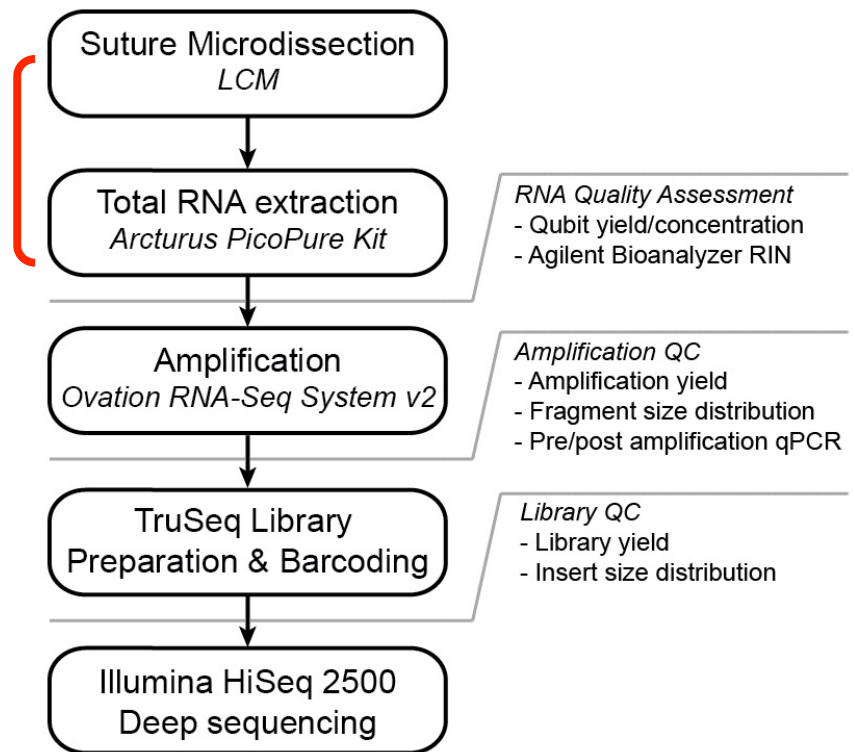 Suture Microdissection
LCM
Total RNA extraction
Arcturus PicoPure Kit
RNA Quality Assessment
- Qubit yield/concentration
- Agilent Bioanalyzer RIN
Amplification
Ovation RNA-Seq System v2
Amplification QC
- Amplification yield
- Fragment size distribution
- Pre/post amplification qPCR
TruSeq Library
Preparation & Barcoding
Library QC
- Library yield
- Insert size distribution
Illumina HiSeq 2500
Deep sequencing